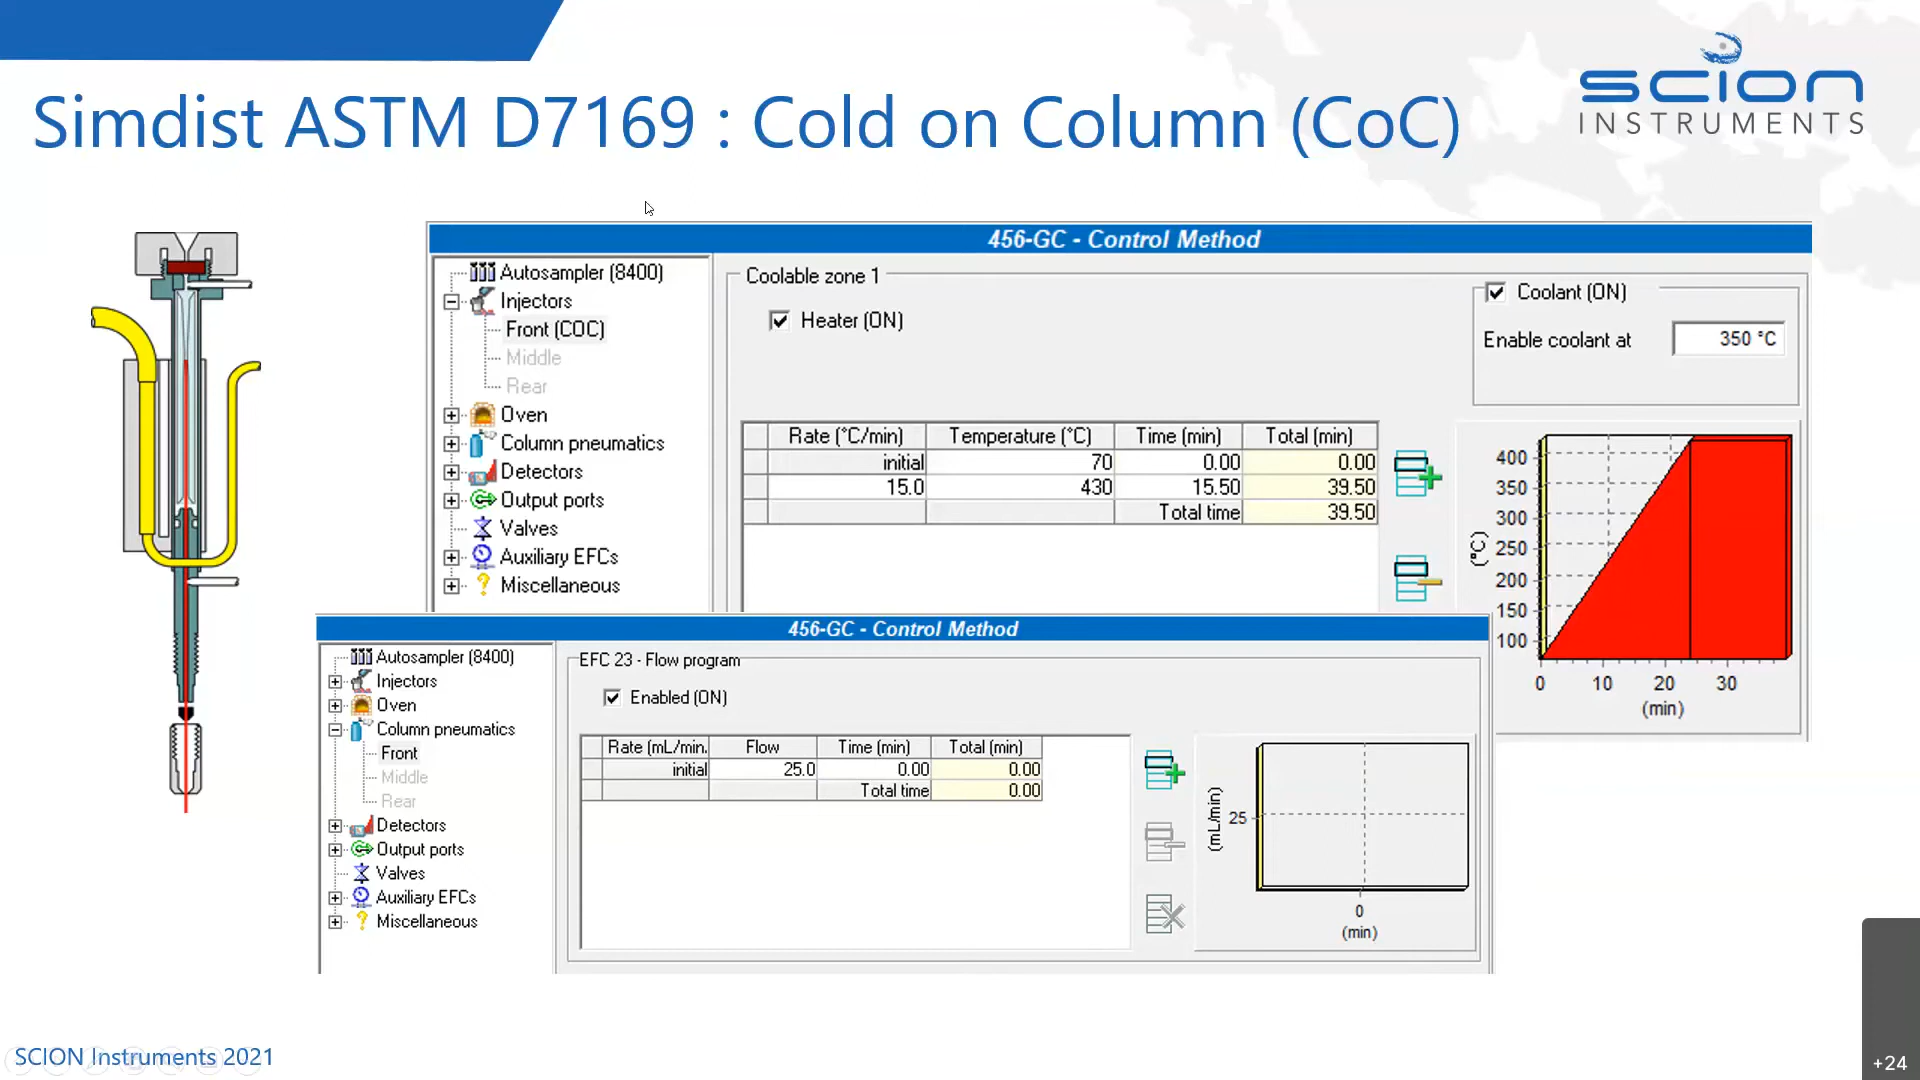 Simdist ASTM D7169 : Cold on Column (CoC)
scion
INSTRUMENTS
456-GC - Control Method
Autosampler (8400)
Injectors
Front (COC)
Middle
Rear
Oven
Column pneumatics
Detectors
Output ports
Valves
Auxiliary EFCs
Miscellaneous
Coolable zone 1
Heater (ON)
Coolant (ON)
Enable coolant at 350 °C
Rate (°C/min) Temperature (°C) Time (min) Total (min)
initial 70 0.00 0.00
15.0 430 15.50 39.50
Total time 39.50
400
350
300
250
200
150
100
(°C)
0 10 20 30
(min)
456-GC - Control Method
Autosampler (8400)
Injectors
Oven
Column pneumatics
Front
Middle
Rear
Detectors
Output ports
Valves
Auxiliary EFCs
Miscellaneous
EFC 23 - Flow program
Enabled (ON)
Rate (mL/min. Flow Time (min) Total (min)
initial 25.0 0.00 0.00
Total time 0.00
(mL/min)
25
0
(min)
SCION Instruments 2021
+24